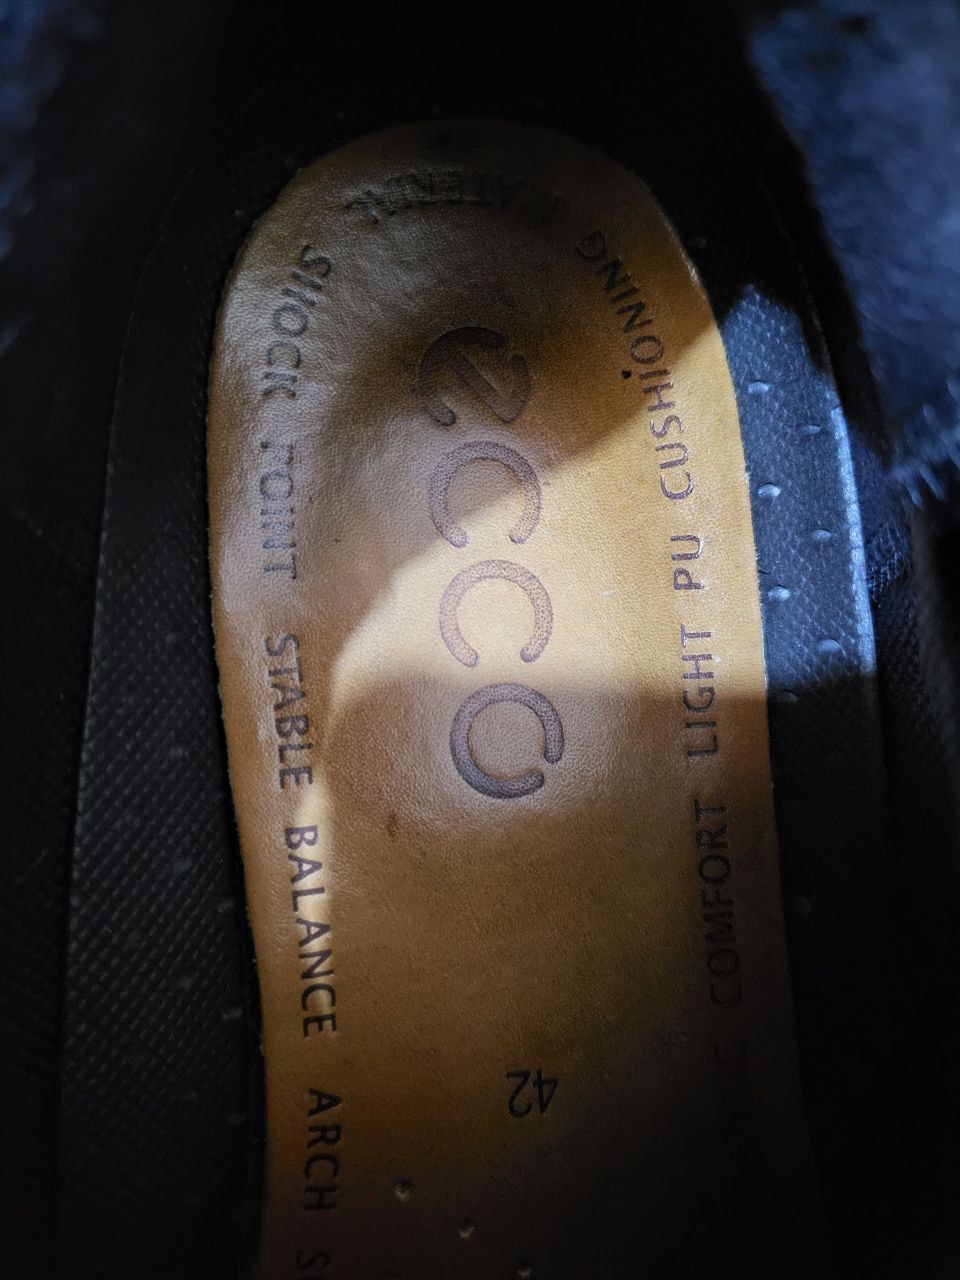 SHOCK POINT STABLE BALANCE ARCH
ecco
COMFORT LIGHT PU CUSHIONING
42